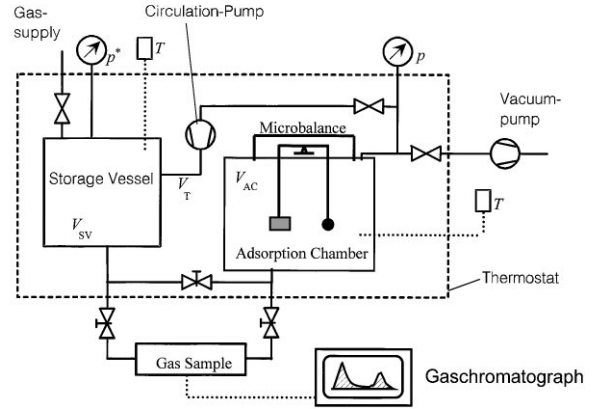 Gas-
supply
Circulation-Pump
p*
T
p
Vacuum-
pump
Microbalance
Storage Vessel
V_T
V_AC
T
V_SV
Adsorption Chamber
Thermostat
Gas Sample
Gaschromatograph